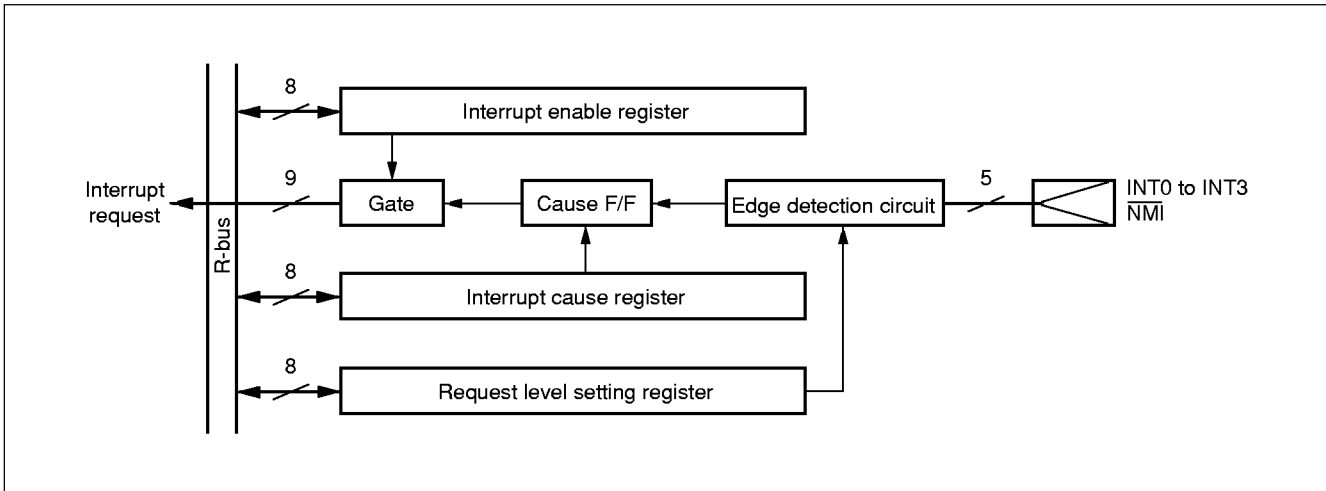 8
Interrupt enable register
Interrupt
request
9
Gate
Cause F/F
Edge detection circuit
5
INT0 to INT3
NMI
R-bus
8
Interrupt cause register
8
Request level setting register